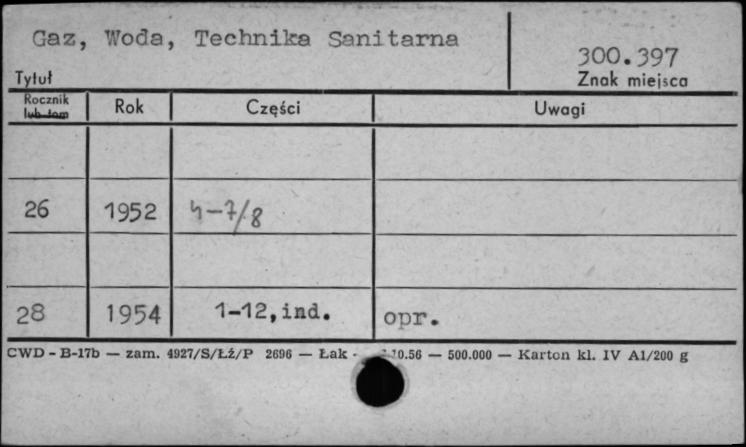 Gaz, Woda, Technika Sanitarna
300.397
Tytuł
Znak miejsca
Rocznik lub tom Rok Części Uwagi
26 1952 4-7/8
28 1954 1-12,ind. opr.
CWD - B-17b — zam. 4927/S/Łź/P 2696 — Łak - 10.56 — 500.000 — Karton kl. IV A1/200 g